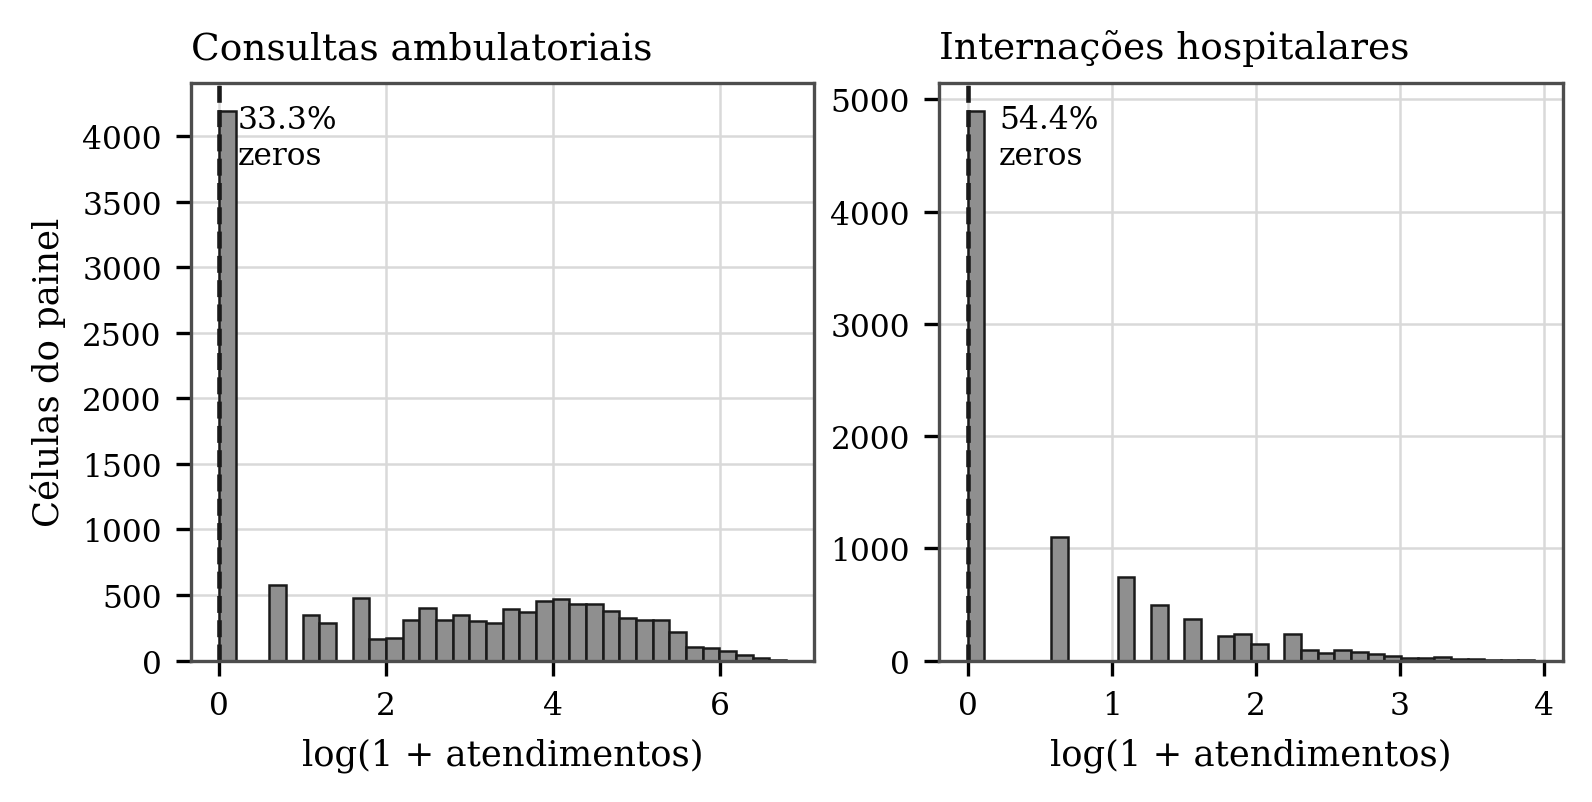 Consultas ambulatoriais
33.3%
zeros
Células do painel
4000
3500
3000
2500
2000
1500
1000
500
0
0 2 4 6
log(1 + atendimentos)
Internações hospitalares
54.4%
zeros
5000
4000
3000
2000
1000
0
0 1 2 3 4
log(1 + atendimentos)